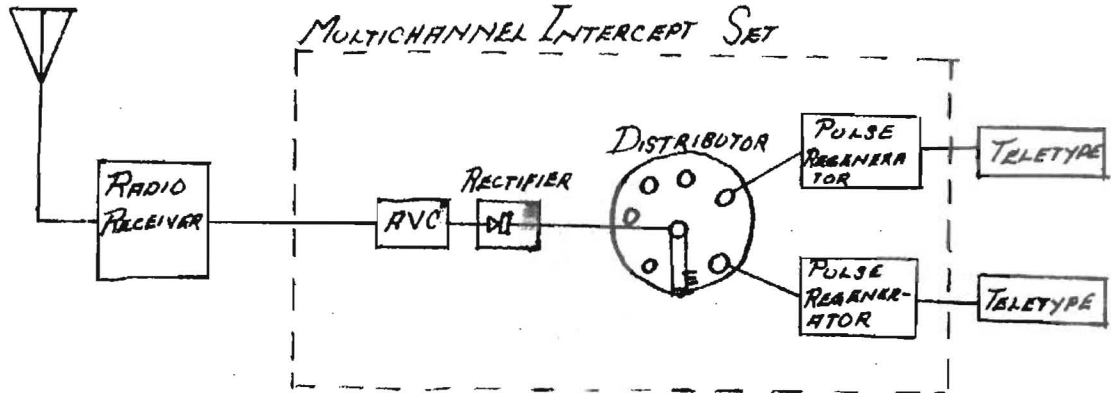 MULTICHANNEL INTERCEPT SET
DISTRIBUTOR
PULSE
REGENERA
TOR
TELETYPE
RADIO
RECEIVER
RECTIFIER
AVC
PULSE
REGENER-
ATOR
TELETYPE